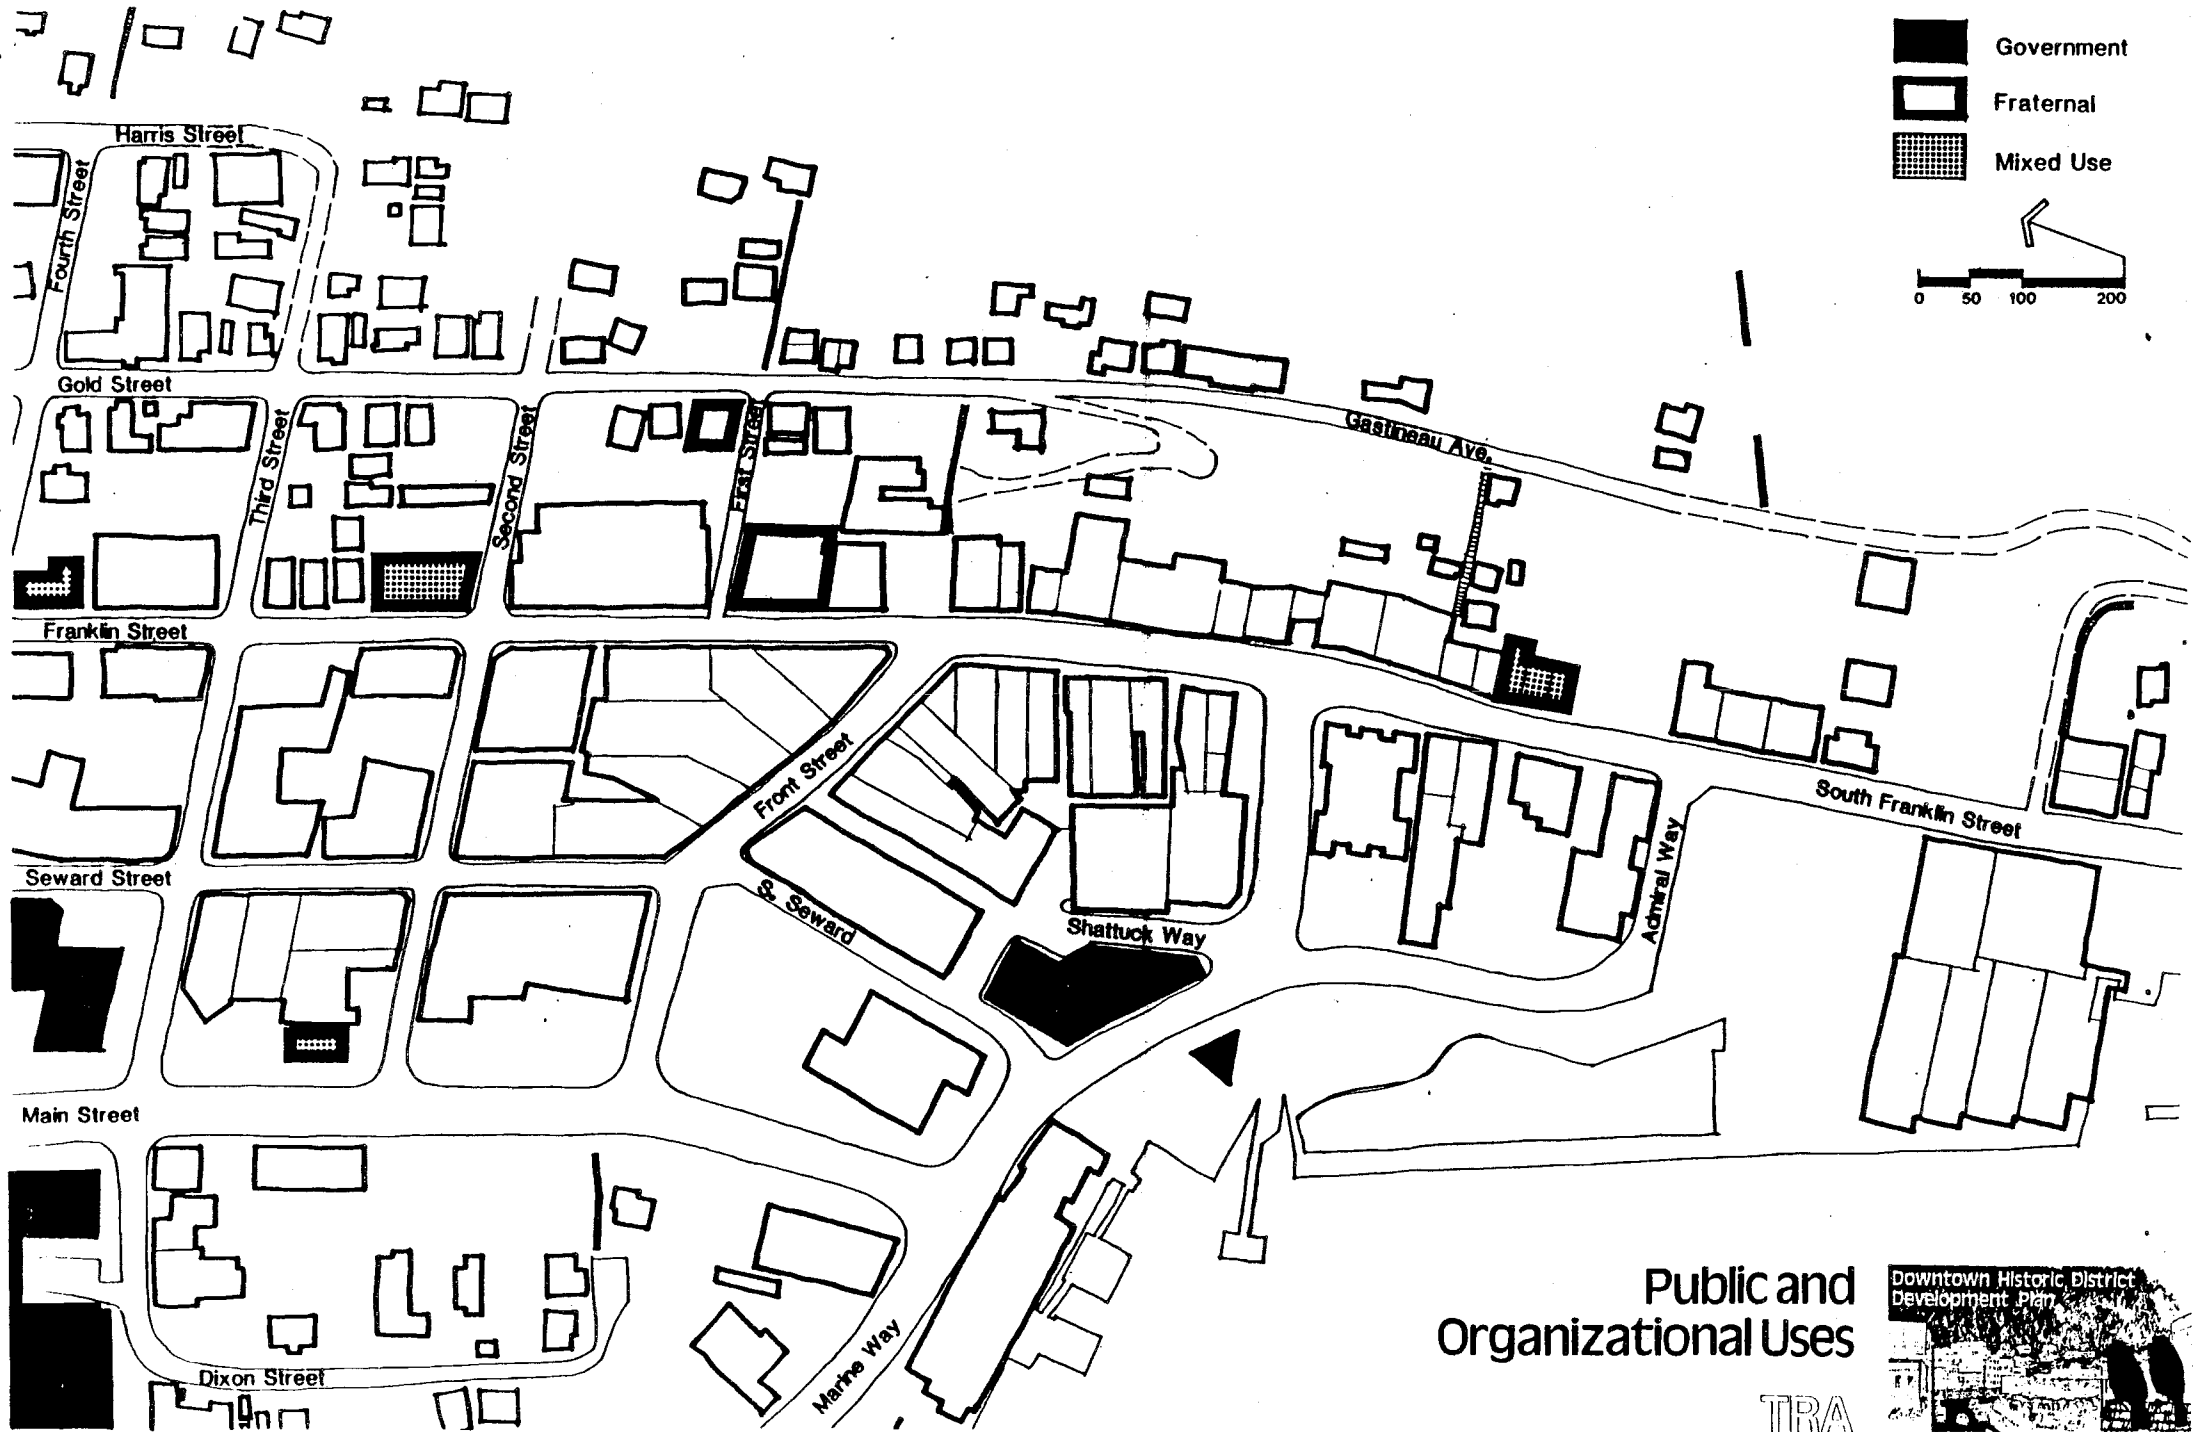 Government
Fraternal
Mixed Use
0 50 100 200
Harris Street
Fourth Street
Gold Street
Third Street
Second Street
First Street
Gastineau Ave.
Franklin Street
Front Street
South Franklin Street
Admiral Way
Seward Street
S. Seward
Shattuck Way
Main Street
Marine Way
Dixon Street
Public and
Organizational Uses
TRA
Downtown Historic District
Development Plan